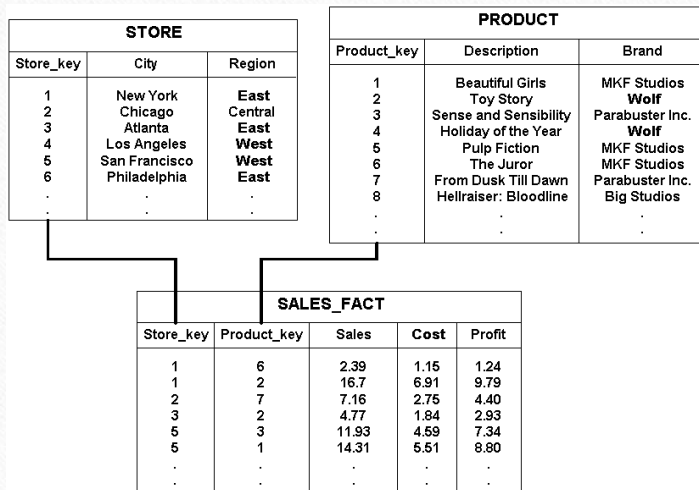 STORE
Store_key City Region
1 New York East
2 Chicago Central
3 Atlanta East
4 Los Angeles West
5 San Francisco West
6 Philadelphia East
. . .
. . .
PRODUCT
Product_key Description Brand
1 Beautiful Girls MKF Studios
2 Toy Story Wolf
3 Sense and Sensibility Parabuster Inc.
4 Holiday of the Year Wolf
5 Pulp Fiction MKF Studios
6 The Juror MKF Studios
7 From Dusk Till Dawn Parabuster Inc.
8 Hellraiser: Bloodline Big Studios
. . .
. . .
SALES_FACT
Store_key Product_key Sales Cost Profit
1 6 2.39 1.15 1.24
1 2 16.7 6.91 9.79
2 7 7.16 2.75 4.40
3 2 4.77 1.84 2.93
5 3 11.93 4.59 7.34
5 1 14.31 5.51 8.80
. . . . .
. . . . .